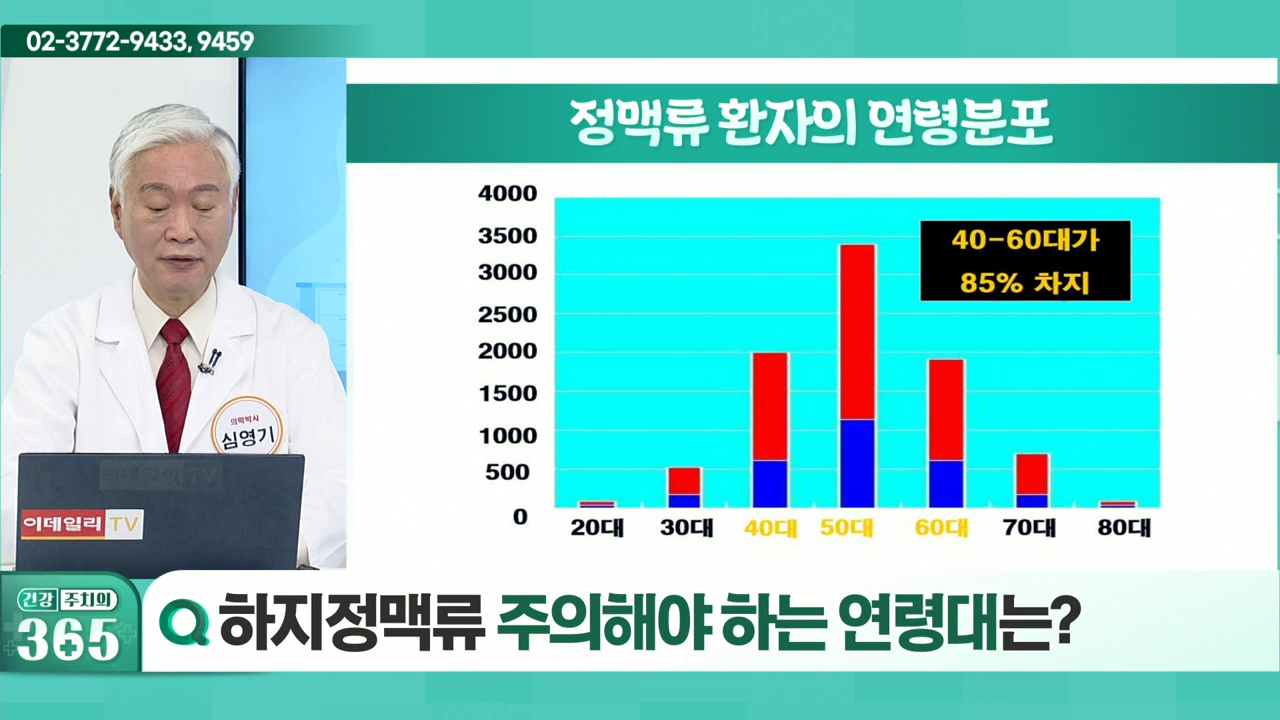 02-3772-9433, 9459
정맥류 환자의 연령분포
4000
3500
3000
2500
2000
1500
1000
500
0
40-60대가
85% 차지
20대 30대 40대 50대 60대 70대 80대
의학박사
심영기
이데일리 TV
건강 주치의
365
하지정맥류 주의해야 하는 연령대는?